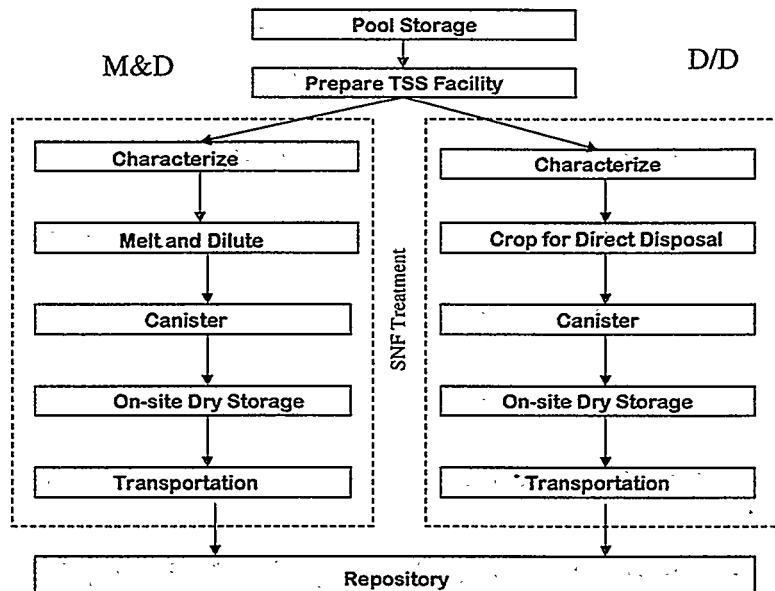 Pool Storage
M&D
D/D
Prepare TSS Facility
Characterize
Melt and Dilute
Canister
On-site Dry Storage
Transportation
SNF Treatment
Characterize
Crop for Direct Disposal
Canister
On-site Dry Storage
Transportation
Repository